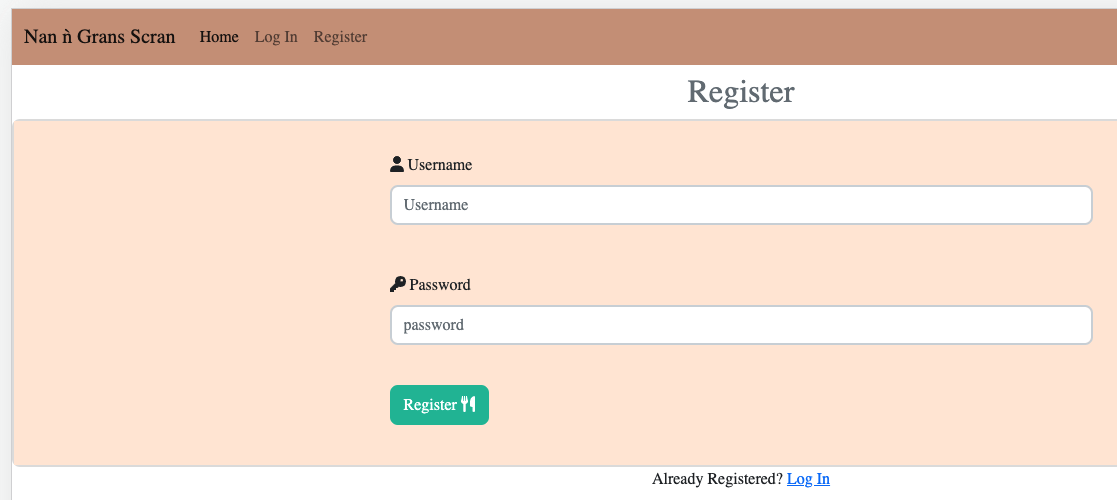 Nan ǹ Grans Scran Home Log In Register
Register
Username
Username
Password
password
Register
Already Registered? Log In